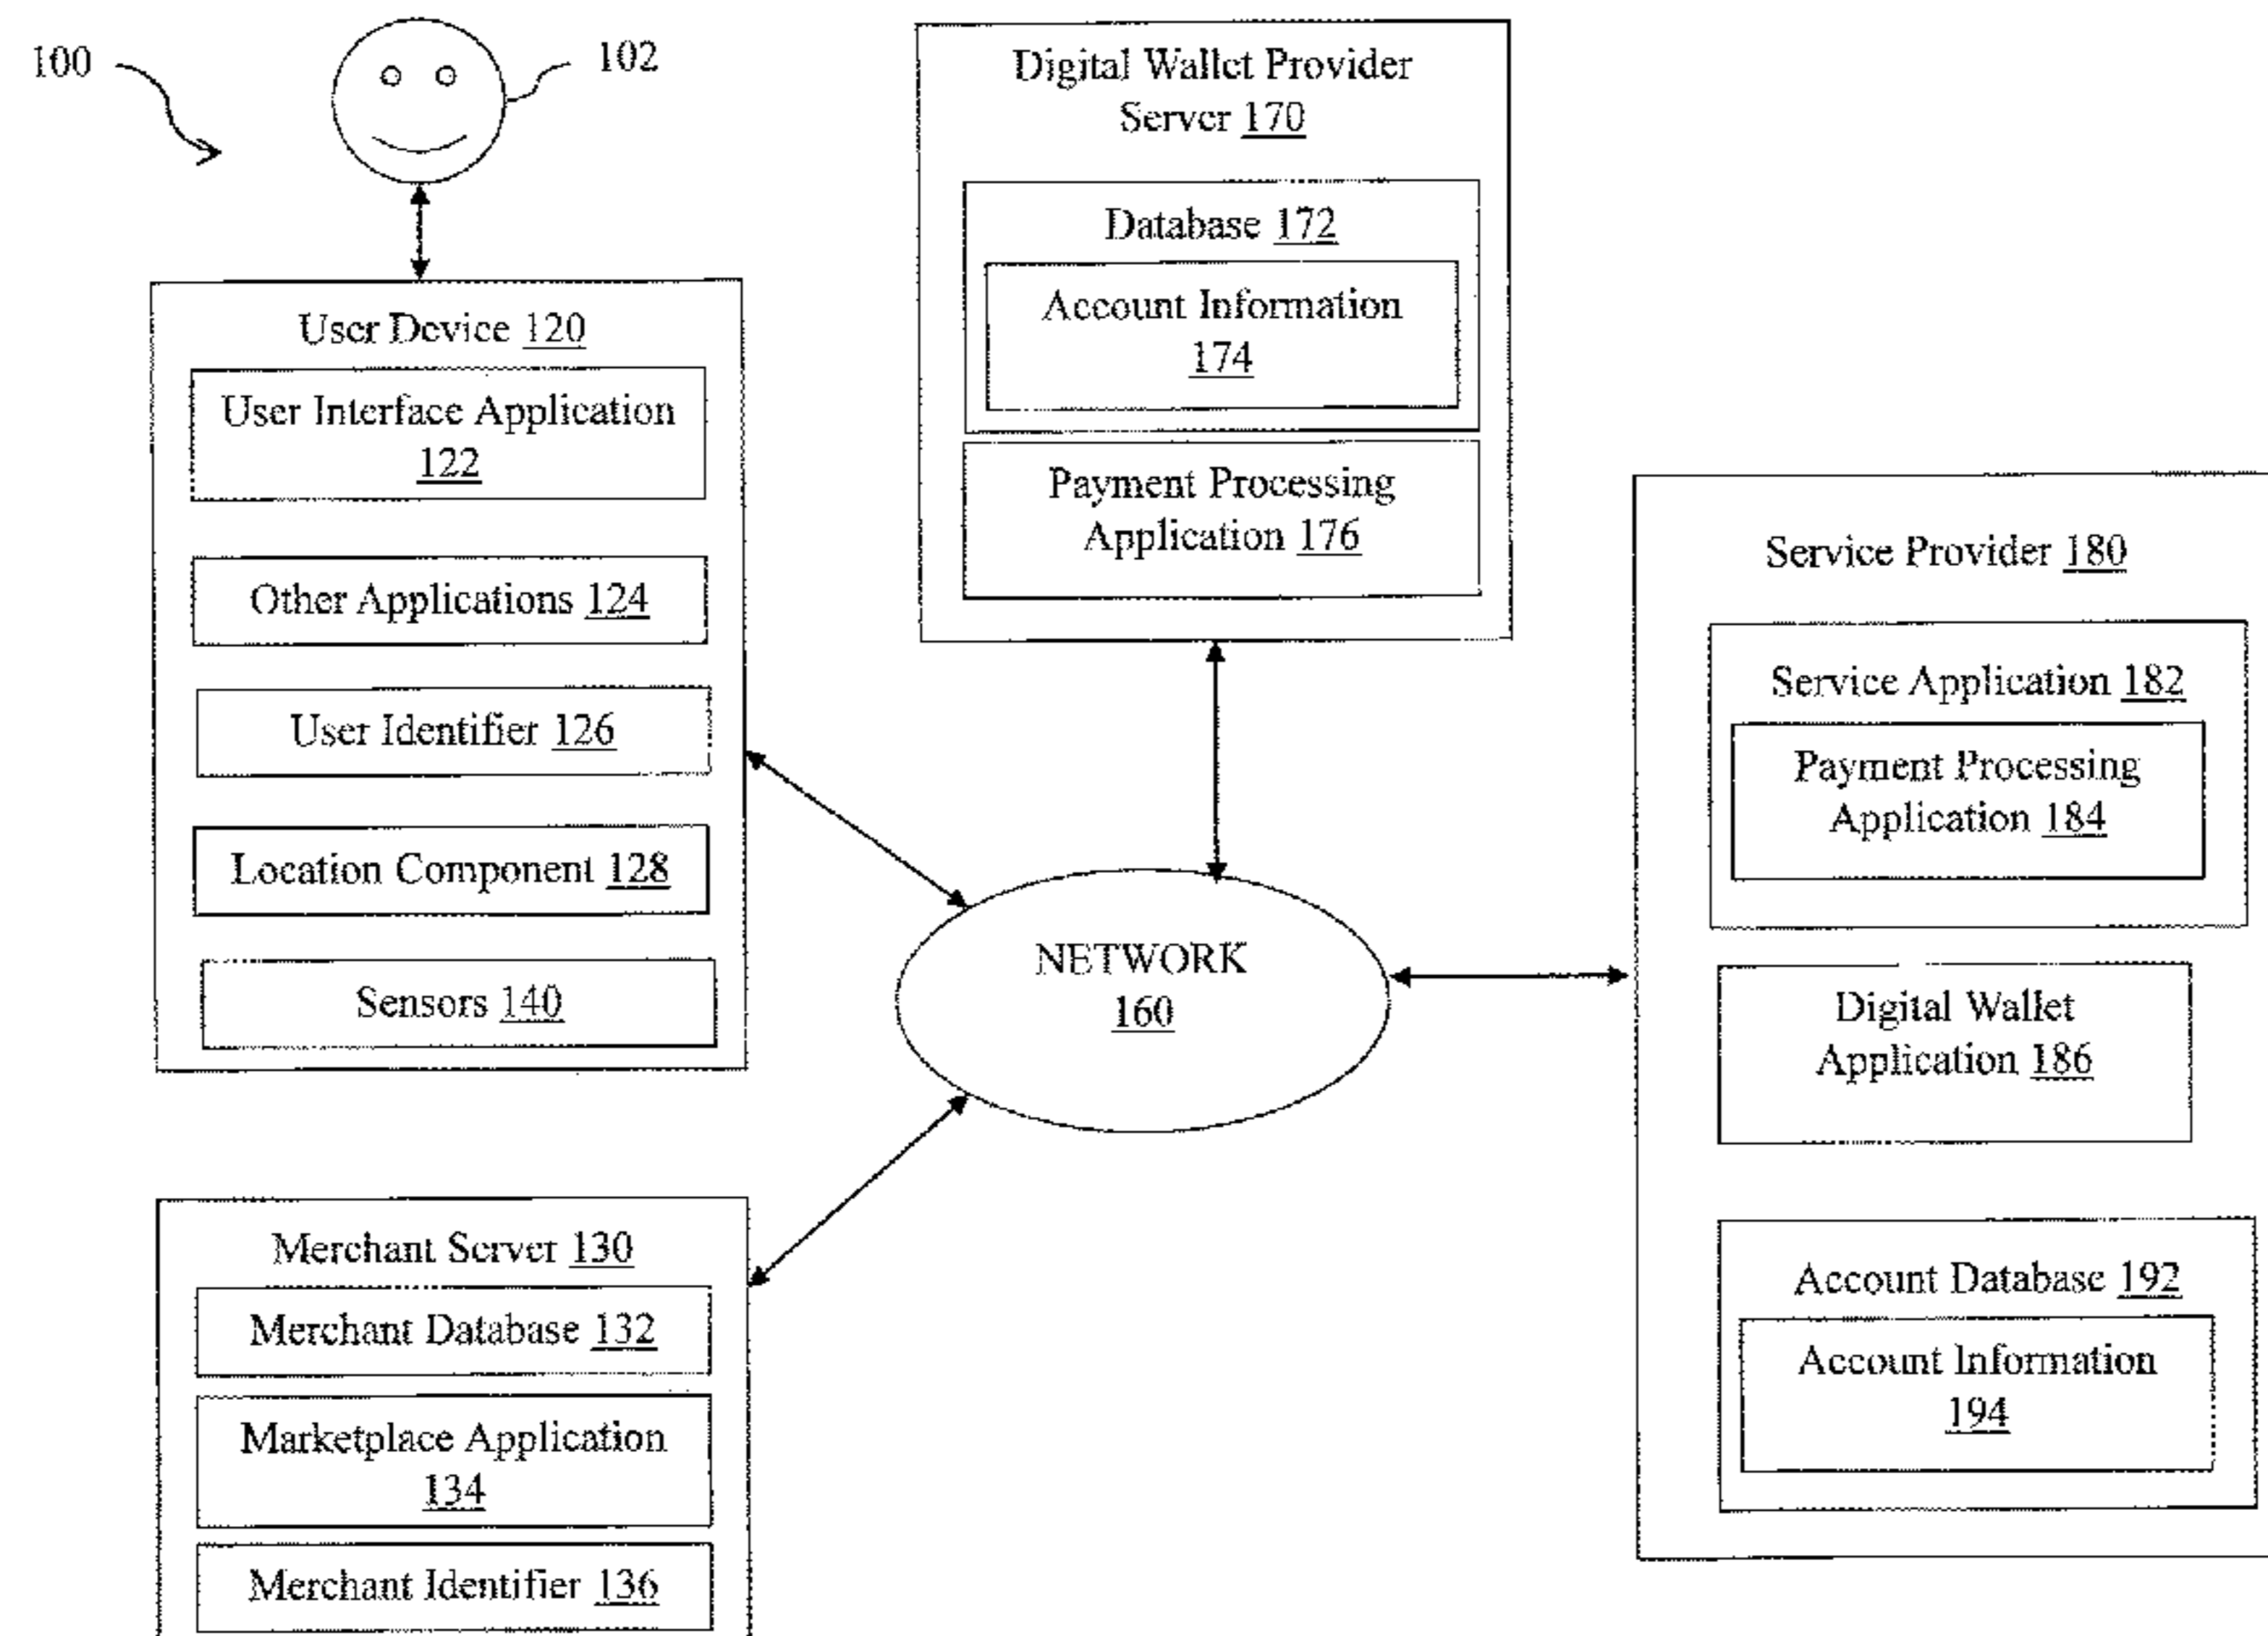 100
102
Digital Wallet Provider
Server 170
Database 172
Account Information
174
Payment Processing
Application 176
User Device 120
User Interface Application
122
Other Applications 124
User Identifier 126
Location Component 128
Sensors 140
NETWORK
160
Service Provider 180
Service Application 182
Payment Processing
Application 184
Digital Wallet
Application 186
Account Database 192
Account Information
194
Merchant Server 130
Merchant Database 132
Marketplace Application
134
Merchant Identifier 136